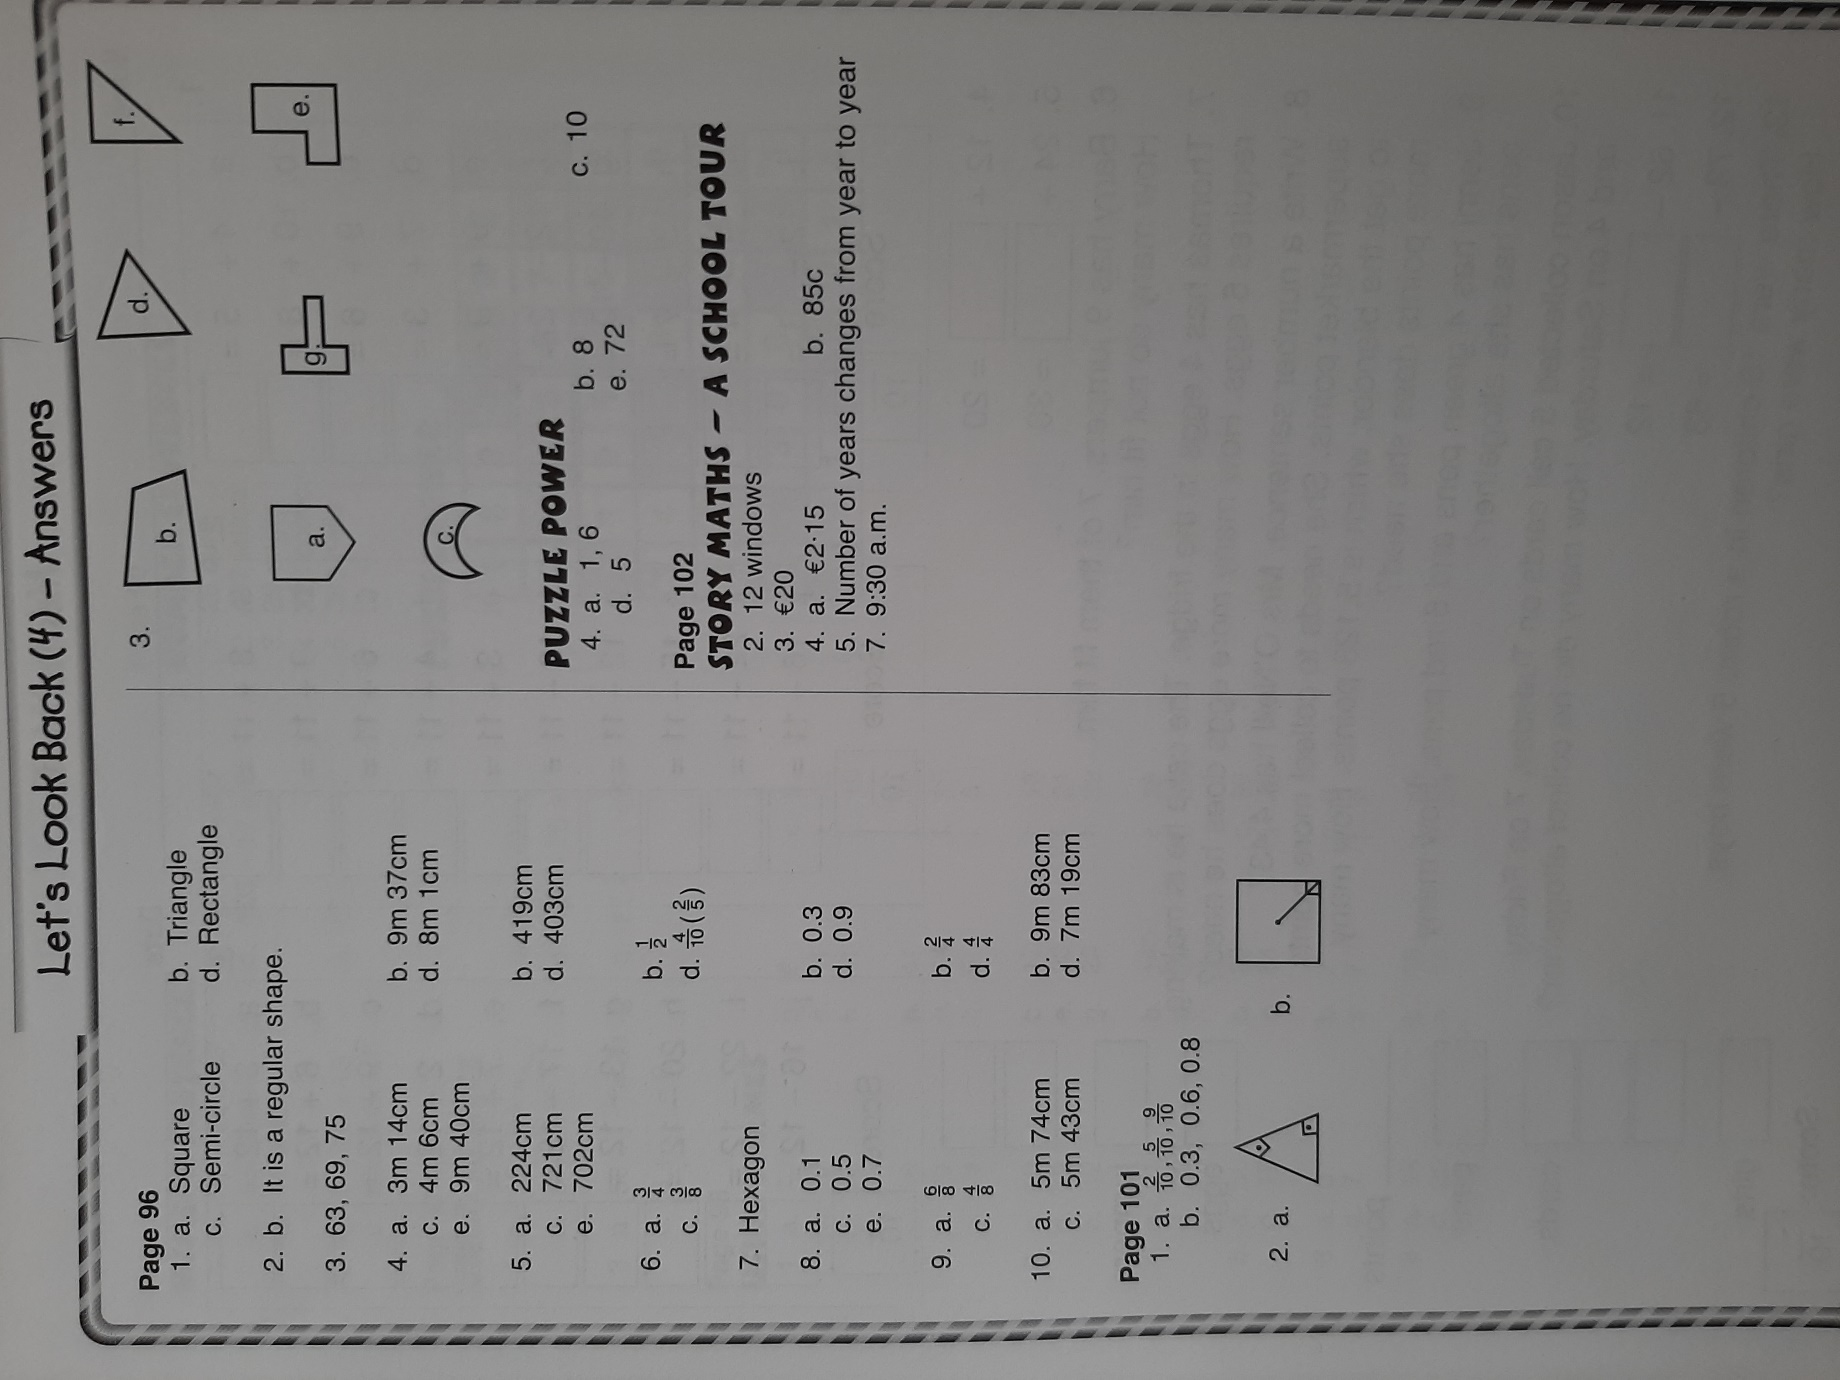 Let's Look Back (4) – Answers
Page 96
1. a. Square b. Triangle
c. Semi-circle d. Rectangle
2. b. It is a regular shape.
3. 63, 69, 75
4. a. 3m 14cm b. 9m 37cm
c. 4m 6cm d. 8m 1cm
e. 9m 40cm
5. a. 224cm b. 419cm
c. 721cm d. 403cm
e. 702cm
6. a. 3/4 b. 1/2
c. 3/8 d. 4/10 (2/5)
7. Hexagon
8. a. 0.1 b. 0.3
c. 0.5 d. 0.9
e. 0.7
9. a. 6/8 b. 2/4
c. 4/8 d. 4/4
10. a. 5m 74cm b. 9m 83cm
c. 5m 43cm d. 7m 19cm
Page 101
1. a. 2/10, 5/10, 9/10
b. 0.3, 0.6, 0.8
2. a. b.
3. b. d. f.
a. g. e.
c.
PUZZLE POWER
4. a. 1, 6 b. 8 c. 10
d. 5 e. 72
Page 102
STORY MATHS – A SCHOOL TOUR
2. 12 windows
3. €20
4. a. €2·15 b. 85c
5. Number of years changes from year to year
7. 9:30 a.m.